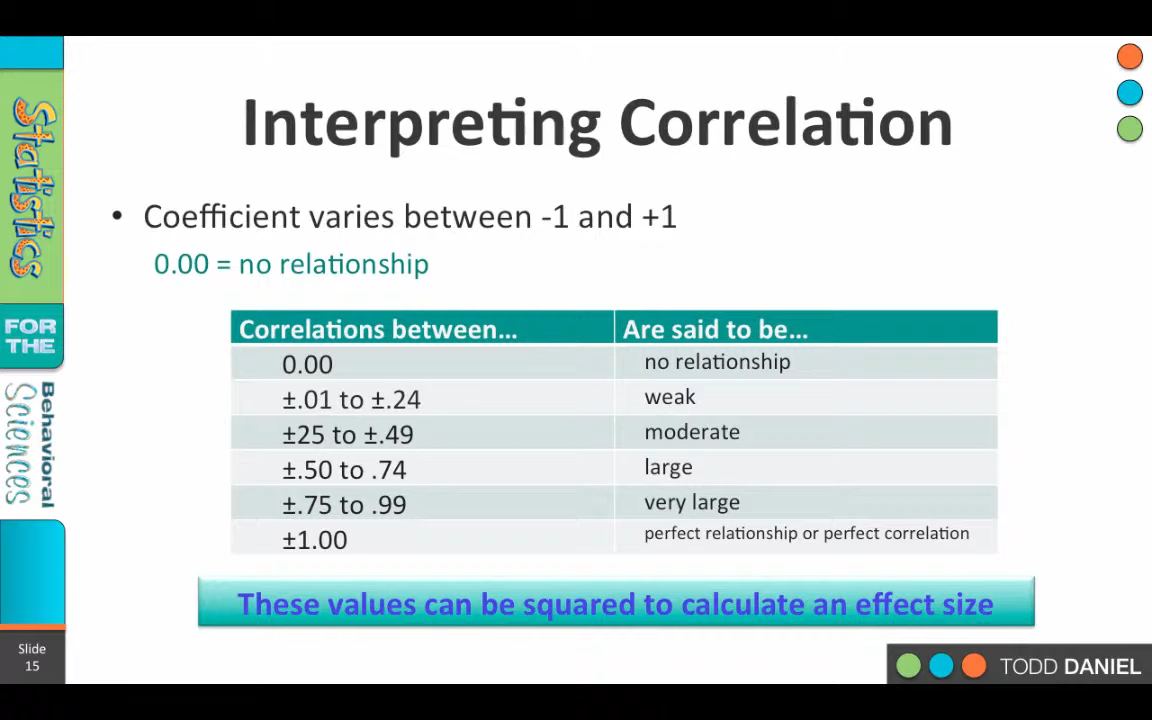 Statistics
FOR THE
Behavioral
Sciences
Interpreting Correlation
• Coefficient varies between -1 and +1
0.00 = no relationship
Correlations between… Are said to be…
0.00 no relationship
±.01 to ±.24 weak
±25 to ±.49 moderate
±.50 to .74 large
±.75 to .99 very large
±1.00 perfect relationship or perfect correlation
These values can be squared to calculate an effect size
Slide
15
TODD DANIEL